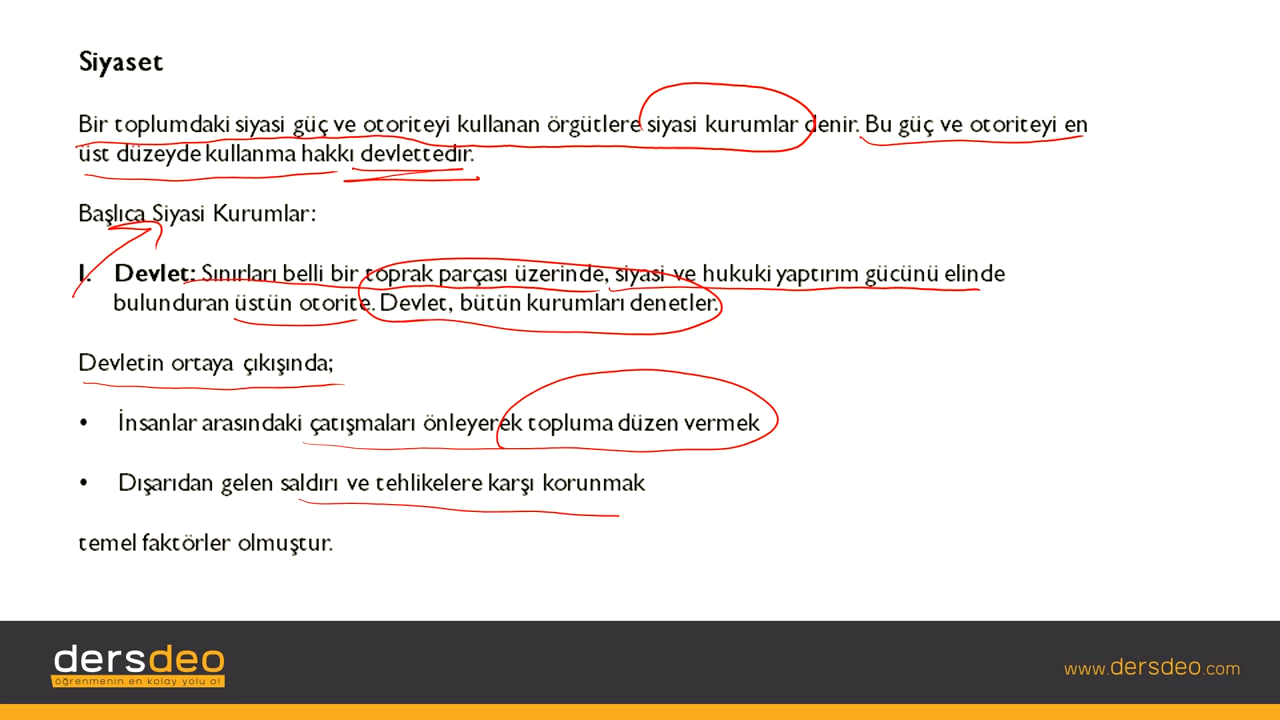 Siyaset
Bir toplumdaki siyasi güç ve otoriteyi kullanan örgütlere siyasi kurumlar denir. Bu güç ve otoriteyi en
üst düzeyde kullanma hakkı devlettedir.
Başlıca Siyasi Kurumlar:
1. Devlet: Sınırları belli bir toprak parçası üzerinde, siyasi ve hukuki yaptırım gücünü elinde
bulunduran üstün otorite. Devlet, bütün kurumları denetler.
Devletin ortaya çıkışında;
• İnsanlar arasındaki çatışmaları önleyerek topluma düzen vermek
• Dışarıdan gelen saldırı ve tehlikelere karşı korunmak
temel faktörler olmuştur.
dersdeo
öğrenmenin en kolay yolu o!
www.dersdeo.com